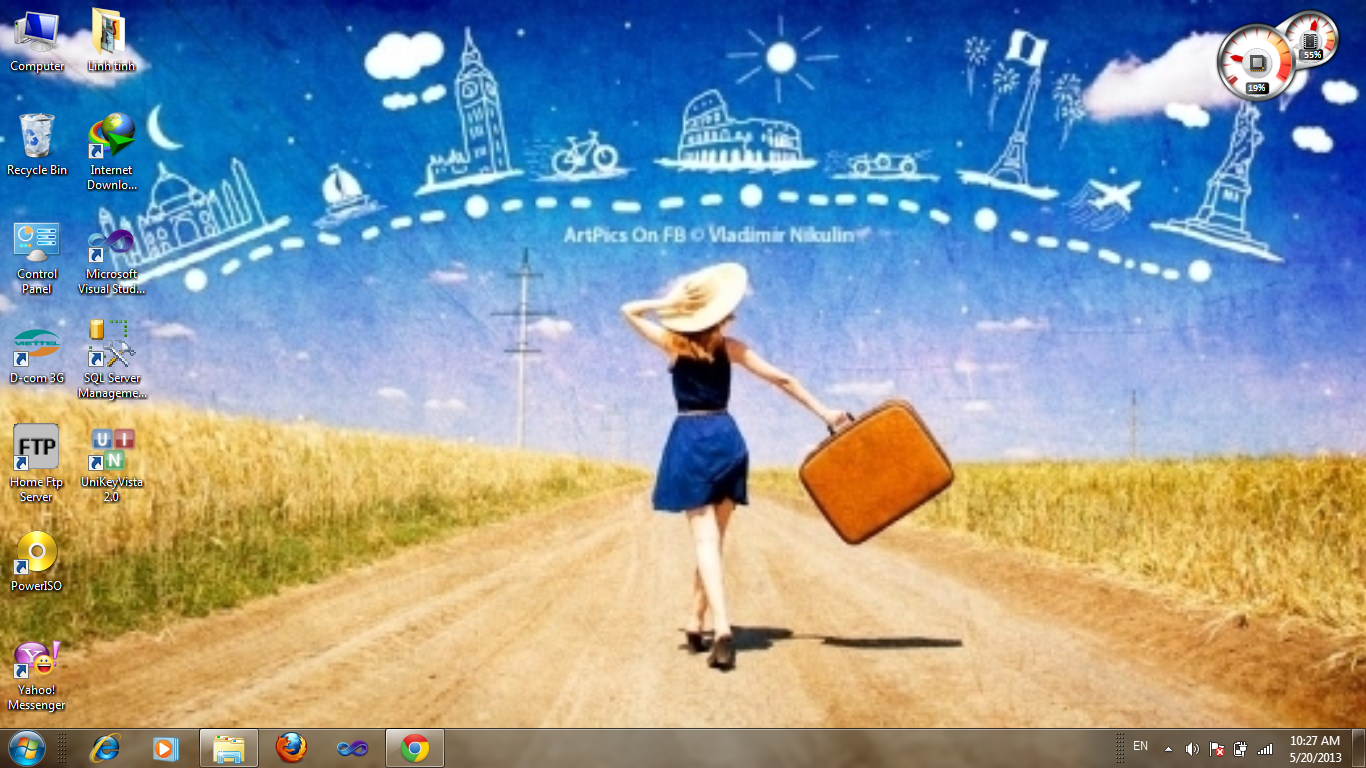 Computer
Linh tinh
Recycle Bin
Internet
Downlo...
Control
Panel
Microsoft
Visual Stud...
VIETTEL
D-com 3G
SQL Server
Manageme...
FTP
Home Ftp
Server
U I
N
UniKeyVista
2.0
PowerISO
Y!
Yahoo!
Messenger
19%
55%
ArtPics On FB © Vladimir Nikulin
EN
10:27 AM
5/20/2013